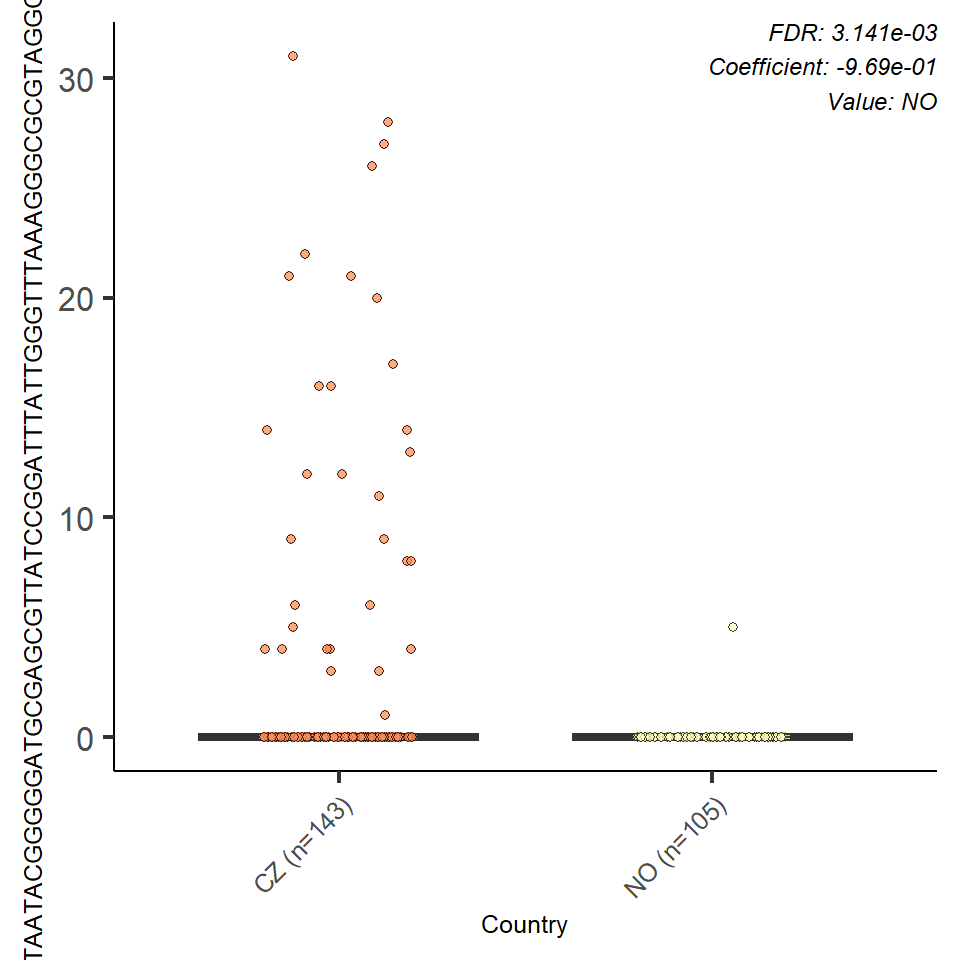 TAATACGGGGGATGCGAGCGTTATCCGGATTTATTGGGTTTAAAGGGCGCGTAGG
FDR: 3.141e-03
Coefficient: -9.69e-01
Value: NO
30
20
10
0
CZ (n=143)
NO (n=105)
Country